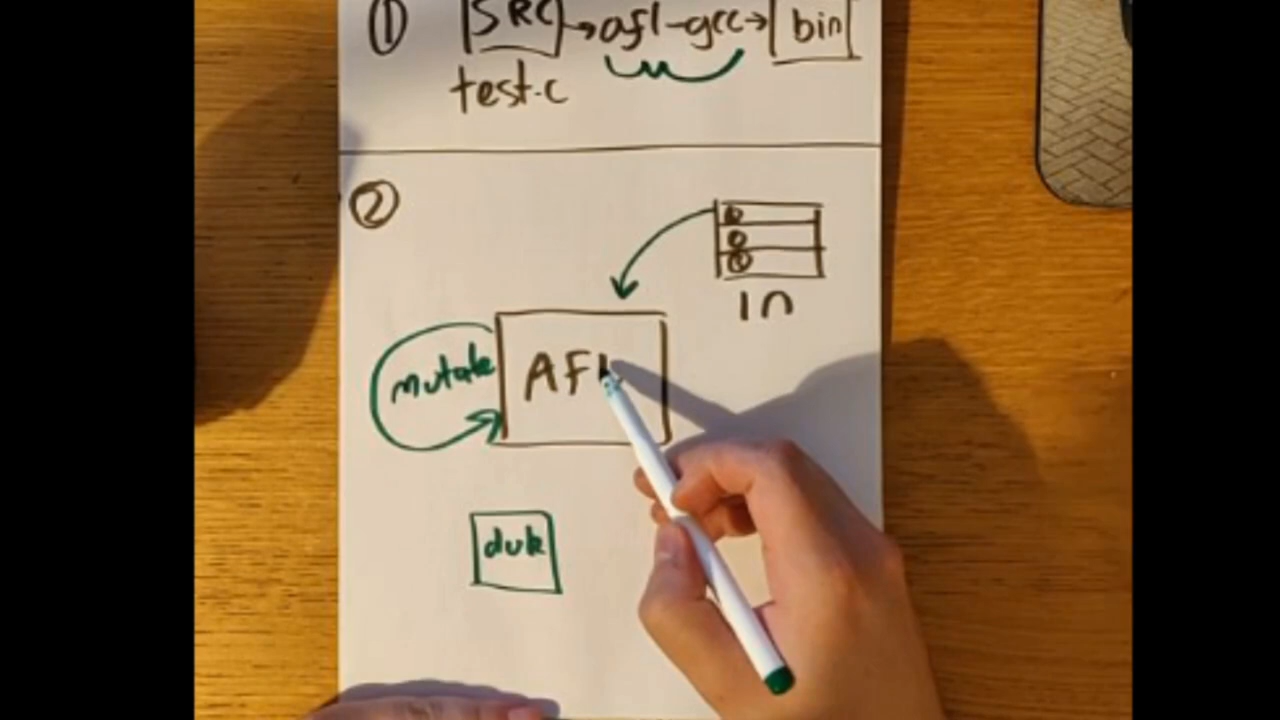 ① SRC → afl-gcc → bin
test.c
②
in
AFL
mutate
duk